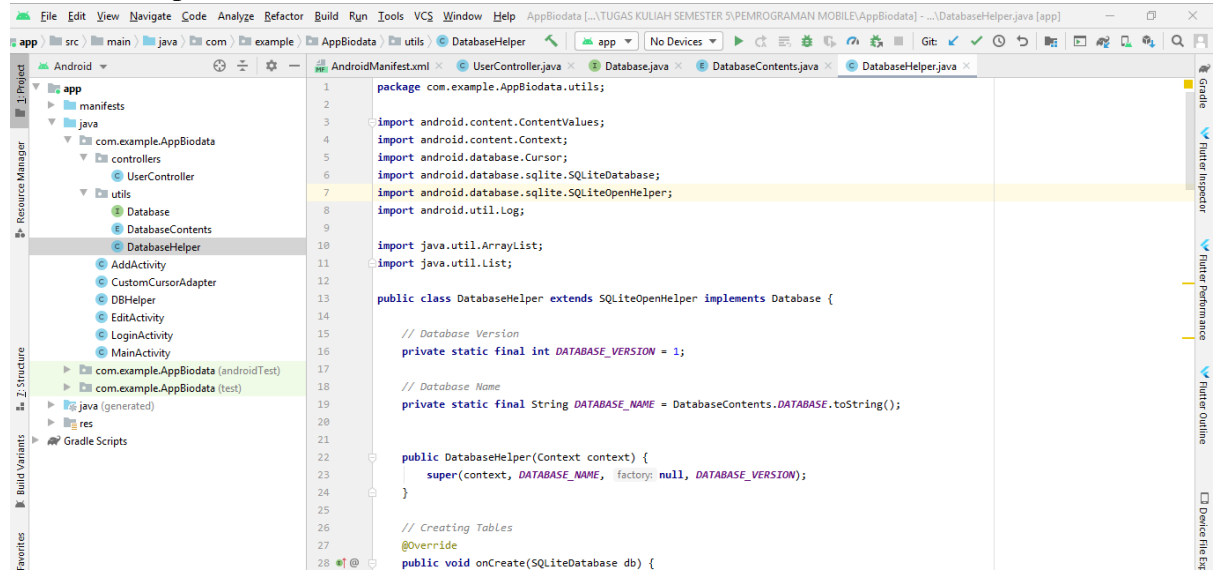 File Edit View Navigate Code Analyze Refactor Build Run Tools VCS Window Help AppBiodata [...\TUGAS KULIAH SEMESTER 5\PEMROGRAMAN MOBILE\AppBiodata] - ...\DatabaseHelper.java [app]
app src main java com example AppBiodata utils DatabaseHelper app No Devices Git:
Android AndroidManifest.xml UserController.java Database.java DatabaseContents.java DatabaseHelper.java
1: Project
Resource Manager
Z: Structure
Build Variants
Favorites
app
manifests
java
com.example.AppBiodata
controllers
UserController
utils
Database
DatabaseContents
DatabaseHelper
AddActivity
CustomCursorAdapter
DBHelper
EditActivity
LoginActivity
MainActivity
com.example.AppBiodata (androidTest)
com.example.AppBiodata (test)
java (generated)
res
Gradle Scripts
1 package com.example.AppBiodata.utils;
2
3 import android.content.ContentValues;
4 import android.content.Context;
5 import android.database.Cursor;
6 import android.database.sqlite.SQLiteDatabase;
7 import android.database.sqlite.SQLiteOpenHelper;
8 import android.util.Log;
9
10 import java.util.ArrayList;
11 import java.util.List;
12
13 public class DatabaseHelper extends SQLiteOpenHelper implements Database {
14
15 // Database Version
16 private static final int DATABASE_VERSION = 1;
17
18 // Database Name
19 private static final String DATABASE_NAME = DatabaseContents.DATABASE.toString();
20
21
22 public DatabaseHelper(Context context) {
23 super(context, DATABASE_NAME, factory: null, DATABASE_VERSION);
24 }
25
26 // Creating Tables
27 @Override
28 @ public void onCreate(SQLiteDatabase db) {
Gradle
Flutter Inspector
Flutter Performance
Flutter Outline
Device File Exp